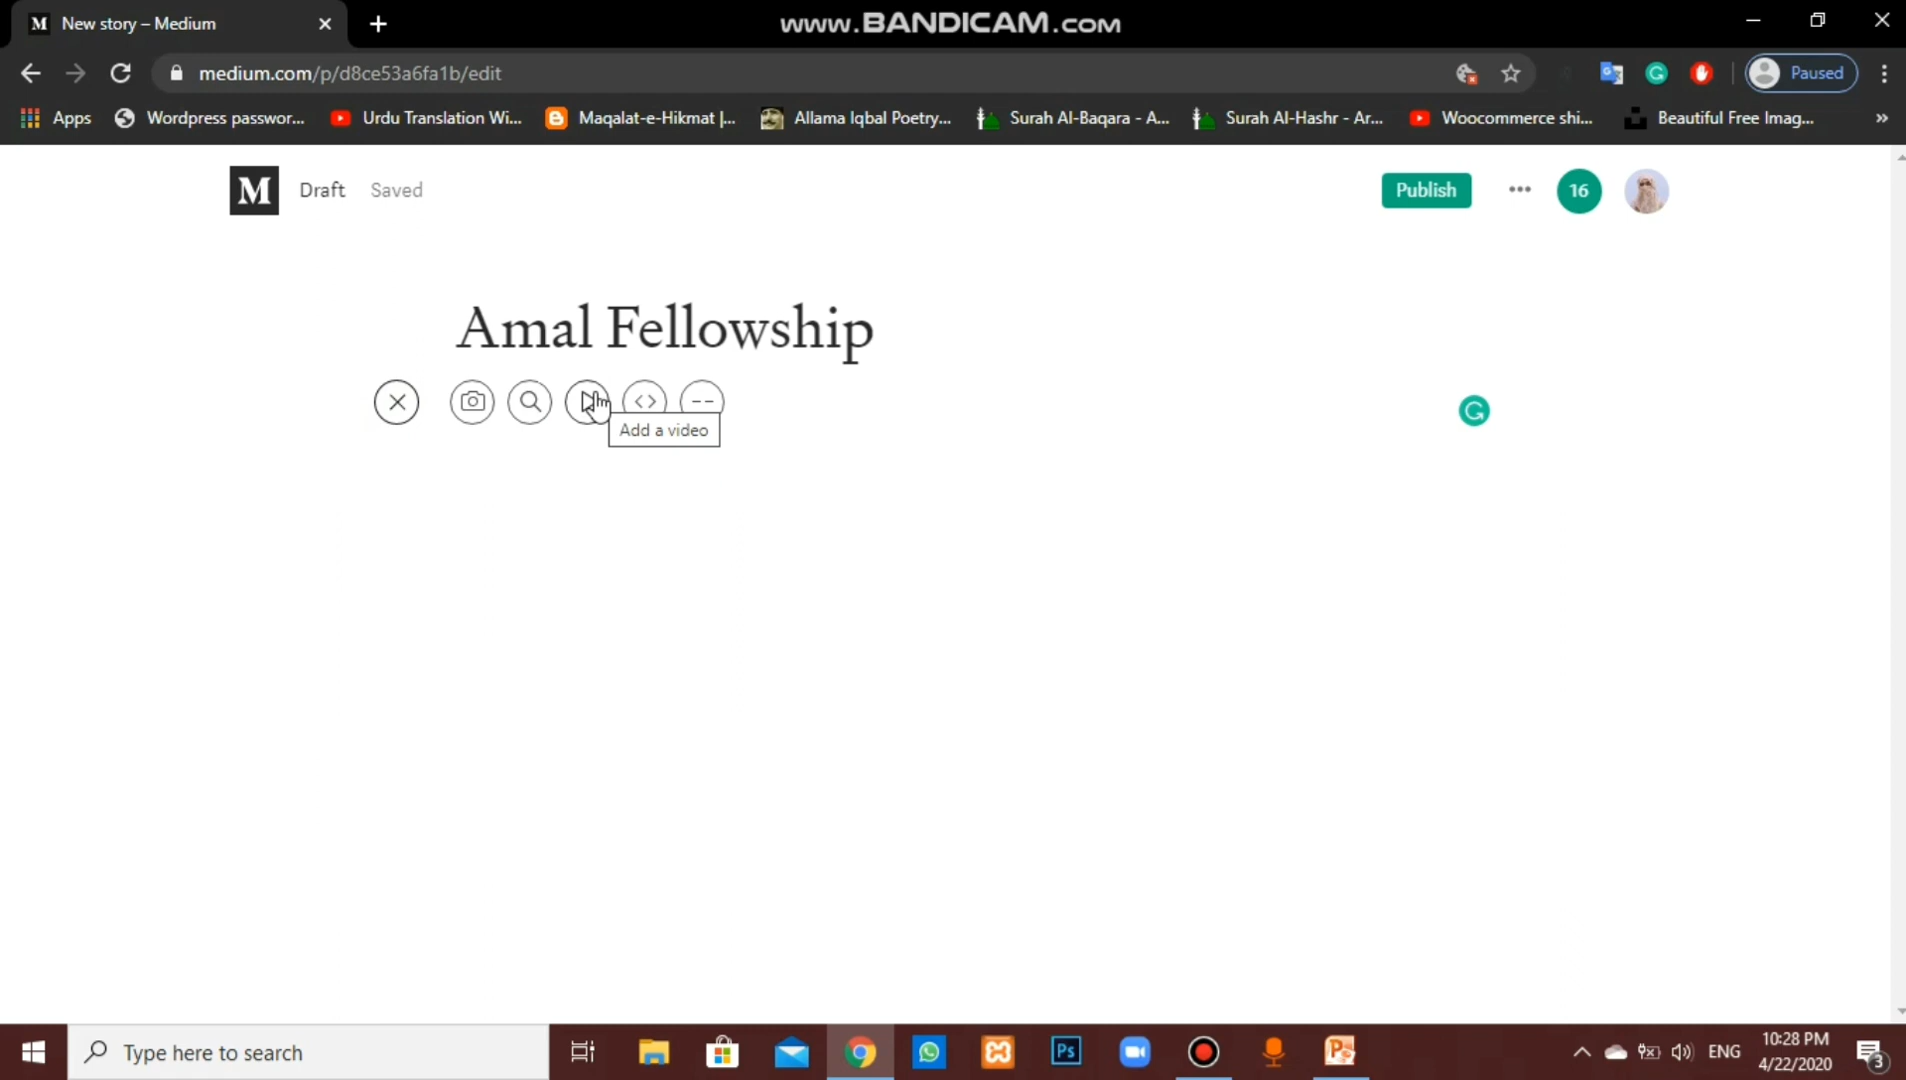 M New story – Medium
www.BANDICAM.com
medium.com/p/d8ce53a6fa1b/edit
Paused
Apps
Wordpress passwor...
Urdu Translation Wi...
Maqalat-e-Hikmat |...
Allama Iqbal Poetry...
Surah Al-Baqara - A...
Surah Al-Hashr - Ar...
Woocommerce shi...
Beautiful Free Imag...
»
M Draft Saved
Publish
16
Amal Fellowship
Add a video
Type here to search
Ps
ENG
10:28 PM
4/22/2020
3